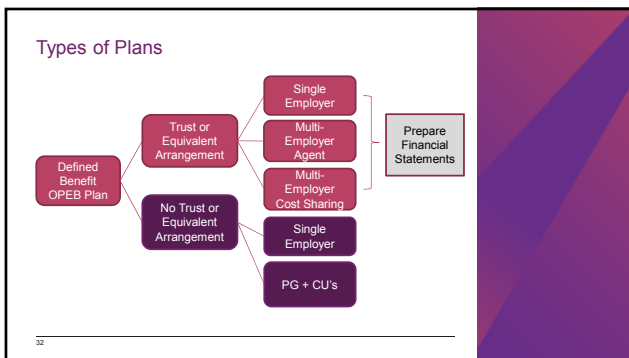 Types of Plans
Single
Employer
Trust or
Equivalent
Arrangement
Multi-
Employer
Agent
Prepare
Financial
Statements
Defined
Benefit
OPEB Plan
Multi-
Employer
Cost Sharing
No Trust or
Equivalent
Arrangement
Single
Employer
PG + CU's
32